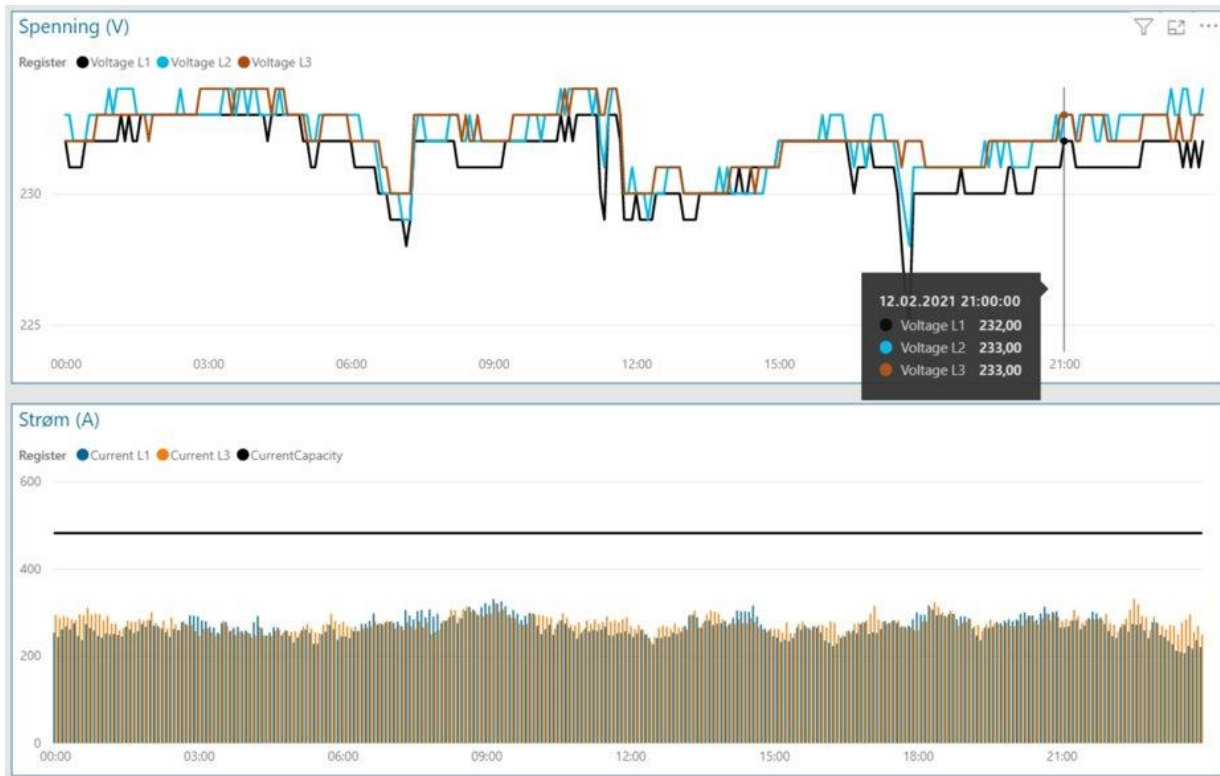 Spenning (V)
Register Voltage L1 Voltage L2 Voltage L3
230
225
00:00 03:00 06:00 09:00 12:00 15:00 21:00
12.02.2021 21:00:00
Voltage L1 232,00
Voltage L2 233,00
Voltage L3 233,00
Strøm (A)
Register Current L1 Current L3 CurrentCapacity
600
400
200
0
00:00 03:00 06:00 09:00 12:00 15:00 18:00 21:00